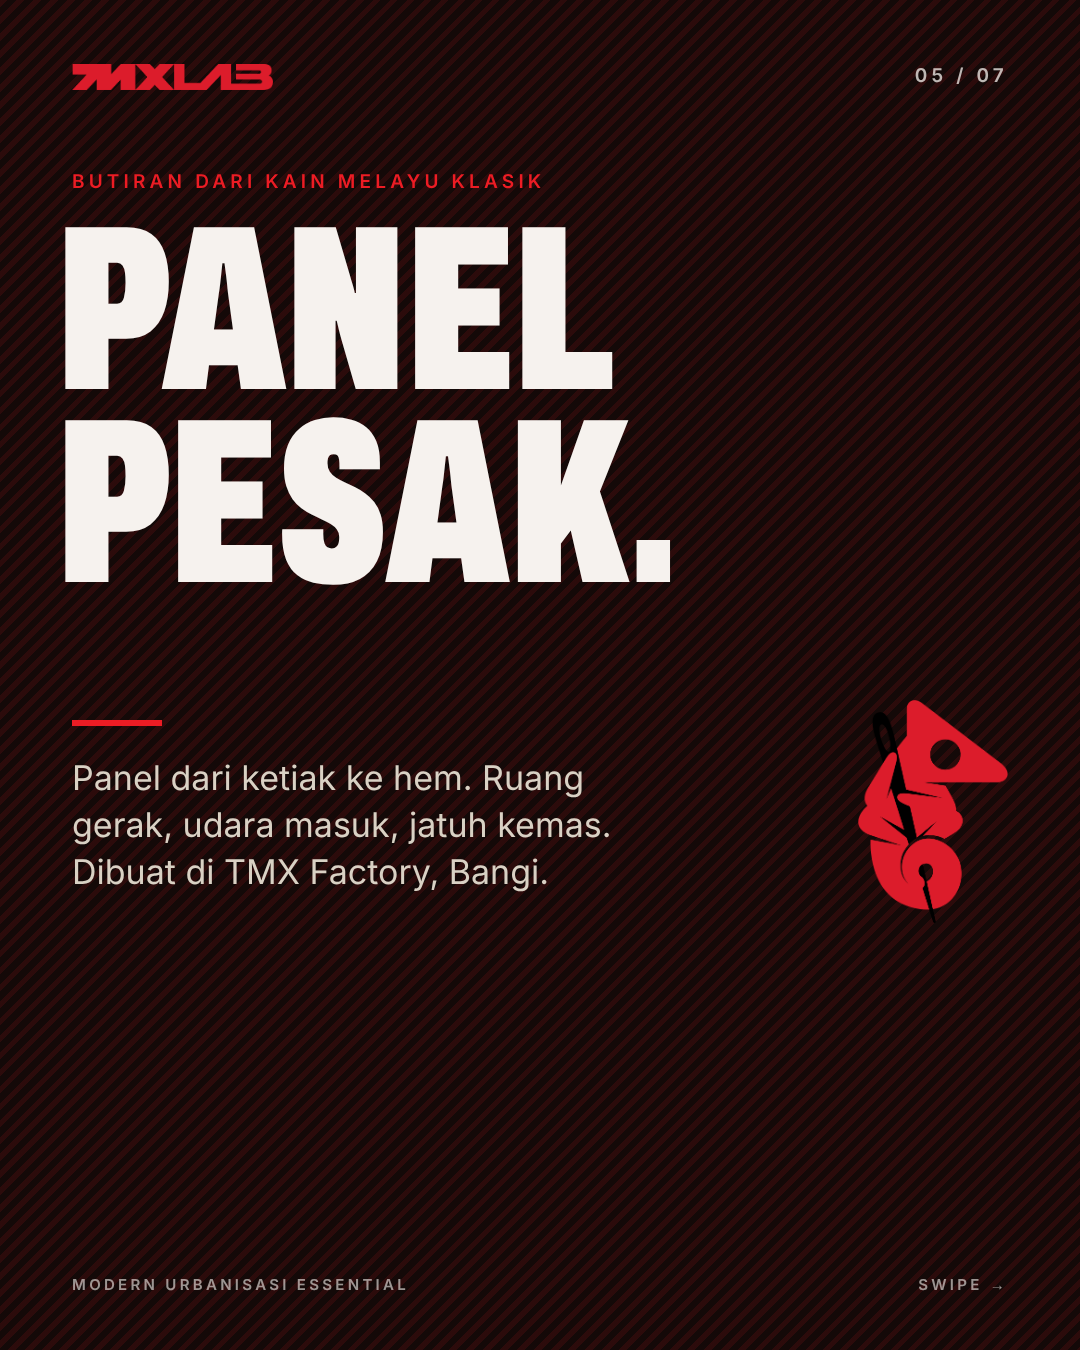 TMXLAB
05 / 07
BUTIRAN DARI KAIN MELAYU KLASIK
PANEL
PESAK.
Panel dari ketiak ke hem. Ruang
gerak, udara masuk, jatuh kemas.
Dibuat di TMX Factory, Bangi.
MODERN URBANISASI ESSENTIAL
SWIPE →